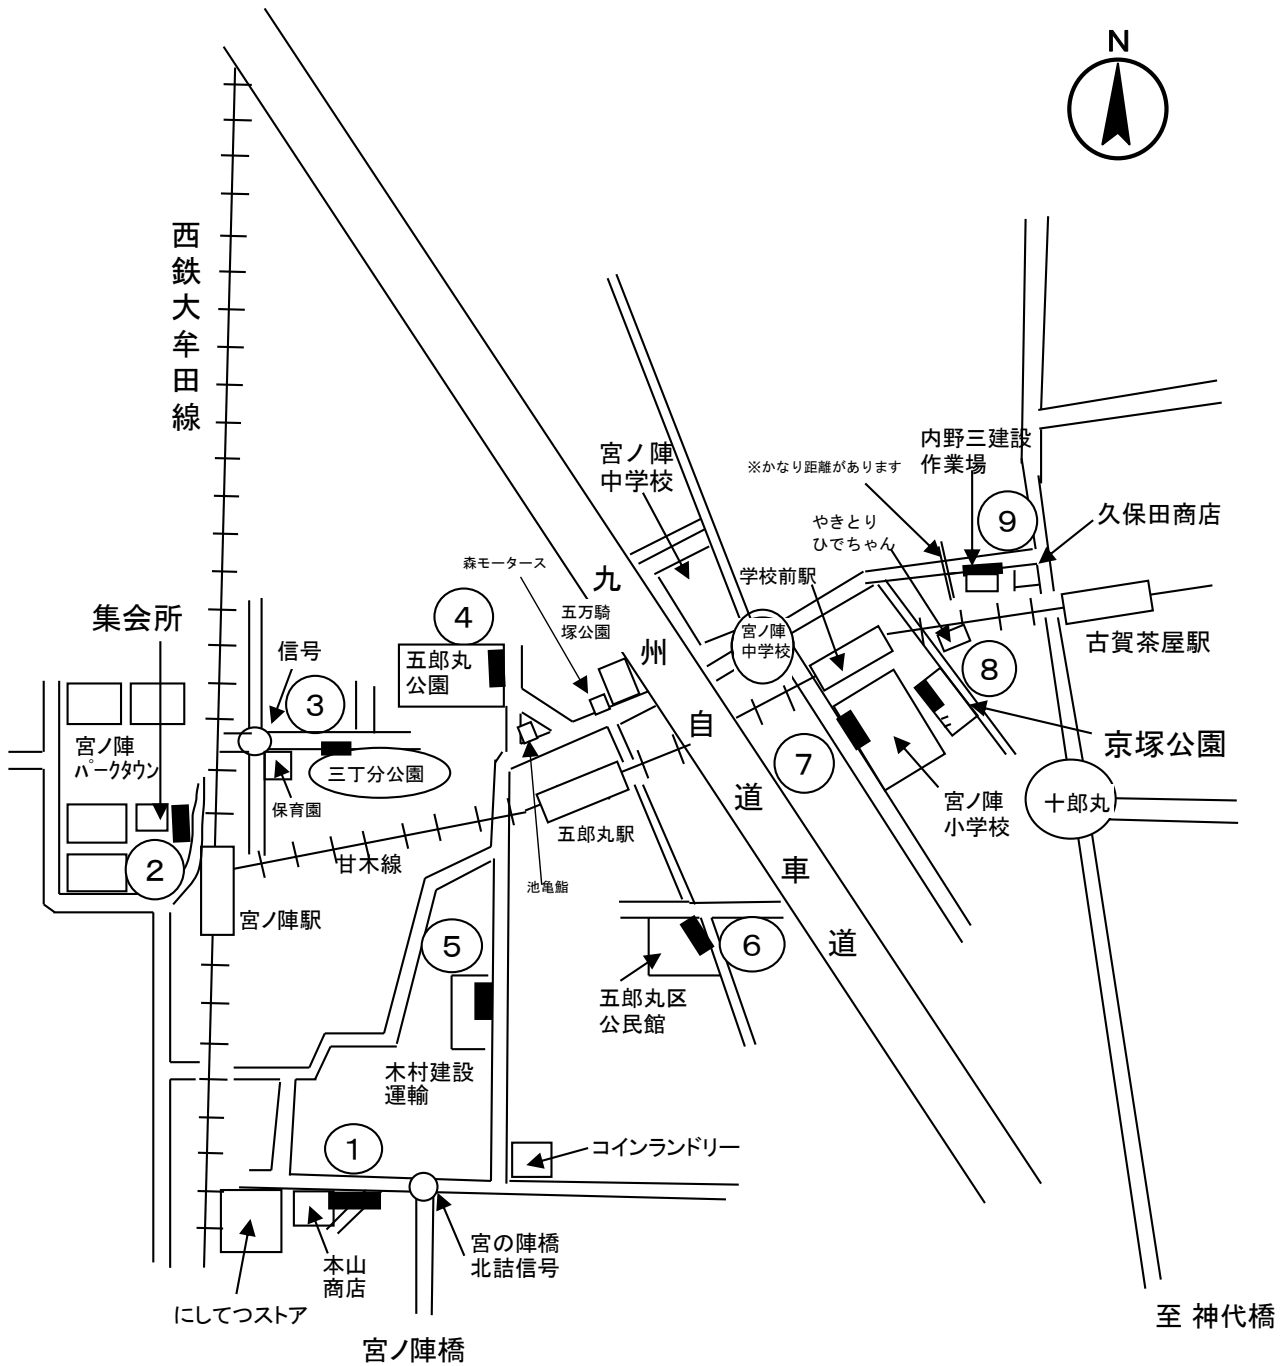 N
西鉄大牟田線
宮ノ陣
中学校
※かなり距離があります
内野三建設
作業場
⑨
久保田商店
やきとり
ひでちゃん
学校前駅
森モータース
五万騎
塚公園
九州自動車道
宮ノ陣
中学校
古賀茶屋駅
⑧
京塚公園
集会所
信号
③
④
五郎丸
公園
宮ノ陣
パークタウン
三丁分公園
保育園
⑦
宮ノ陣
小学校
十郎丸
五郎丸駅
甘木線
池亀鮨
②
宮ノ陣駅
⑤
⑥
五郎丸区
公民館
木村建設
運輸
①
コインランドリー
宮の陣橋
北詰信号
本山
商店
にしてつストア
宮ノ陣橋
至 神代橋